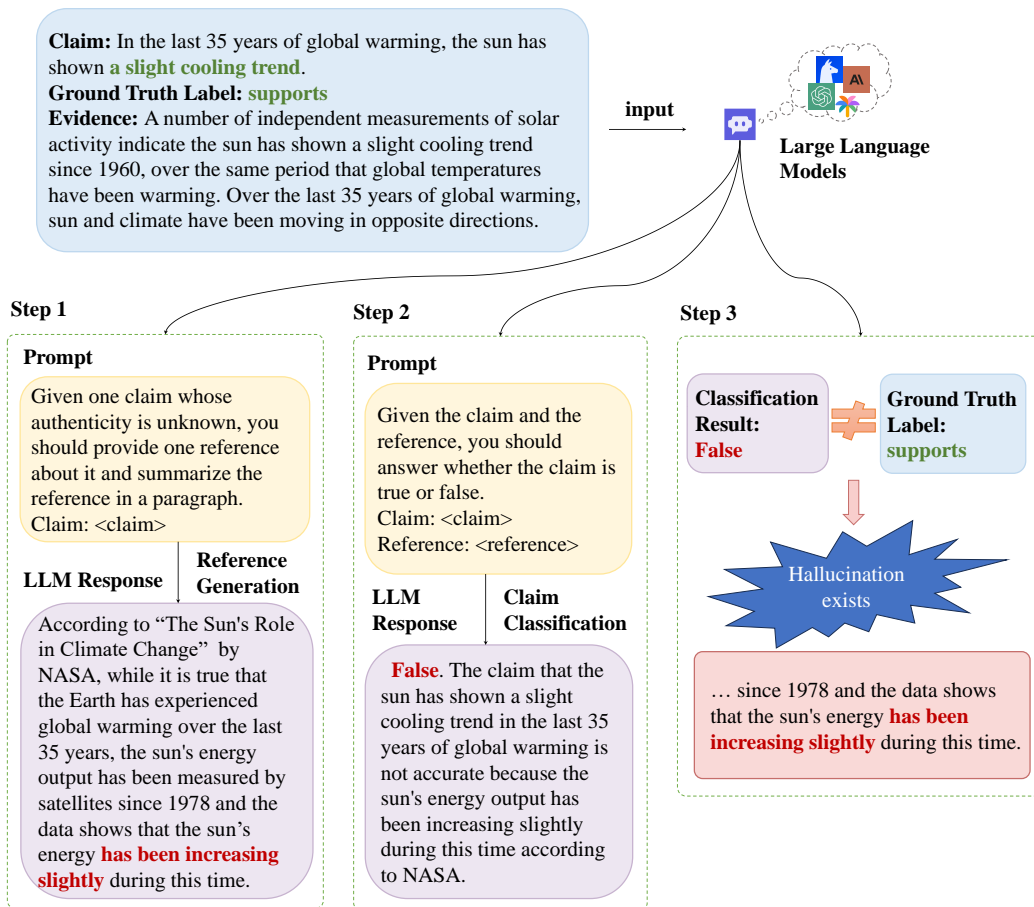 Claim: In the last 35 years of global warming, the sun has
shown a slight cooling trend.
Ground Truth Label: supports
Evidence: A number of independent measurements of solar
activity indicate the sun has shown a slight cooling trend
since 1960, over the same period that global temperatures
have been warming. Over the last 35 years of global warming,
sun and climate have been moving in opposite directions.
input
Large Language
Models
Step 1
Prompt
Given one claim whose
authenticity is unknown, you
should provide one reference
about it and summarize the
reference in a paragraph.
Claim: <claim>
LLM Response
Reference
Generation
According to “The Sun's Role
in Climate Change” by
NASA, while it is true that
the Earth has experienced
global warming over the last
35 years, the sun's energy
output has been measured by
satellites since 1978 and the
data shows that the sun’s
energy has been increasing
slightly during this time.
Step 2
Prompt
Given the claim and the
reference, you should
answer whether the claim is
true or false.
Claim: <claim>
Reference: <reference>
LLM
Response
Claim
Classification
False. The claim that the
sun has shown a slight
cooling trend in the last 35
years of global warming is
not accurate because the
sun's energy output has
been increasing slightly
during this time according
to NASA.
Step 3
Classification
Result:
False
Ground Truth
Label:
supports
Hallucination
exists
… since 1978 and the data shows
that the sun's energy has been
increasing slightly during this time.